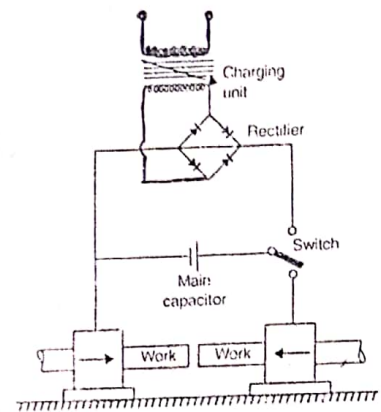 Charging
unit
Rectifier
Switch
Main
capacitor
Work
Work